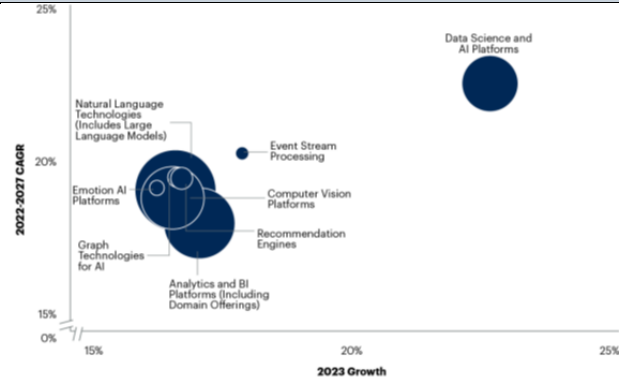 25%
Data Science and
AI Platforms
Natural Language
Technologies
(Includes Large
Language Models)
Event Stream
Processing
20%
2022-2027 CAGR
Emotion AI
Platforms
Computer Vision
Platforms
Recommendation
Engines
Graph
Technologies
for AI
Analytics and BI
Platforms (Including
Domain Offerings)
15%
0%
15%
20%
25%
2023 Growth